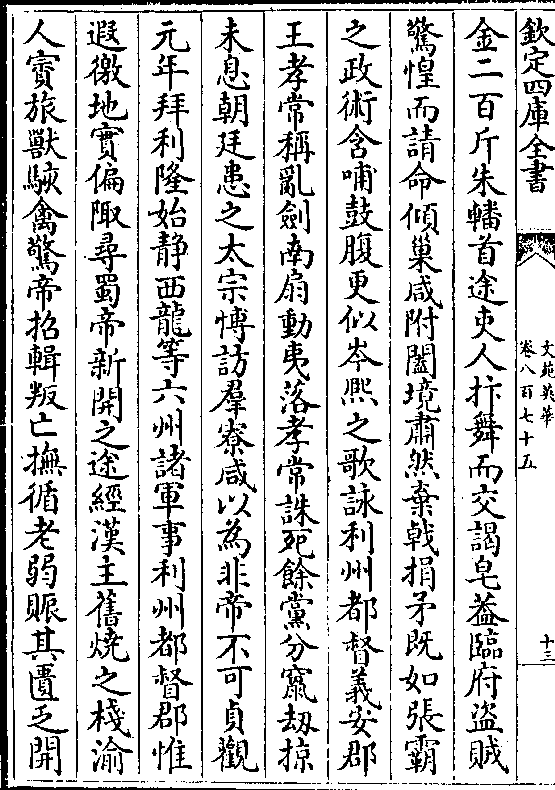 欽定四庫全書
文苑英華
卷八百七十五
十三
金二百斤朱轓首途吏人抃舞而交謁皂葢臨府盜賊
驚惶而請命傾巢咸附闔境肅然棄戟捐矛既如張霸
之政術含哺鼓腹更似岑熙之歌詠利州都督義安郡
王孝常稱亂劍南扇動夷落孝常誅死餘黨分竄刼掠
未息朝廷患之太宗愽訪羣寮咸以為非帝不可貞觀
元年拜利隆始静西龍等六州諸軍事利州都督郡惟
遐徼地實偏陬尋蜀帝新開之途經漢主舊燒之棧渝
人賨旅獸駭禽驚帝招輯叛亡撫循老弱賑其匱乏開